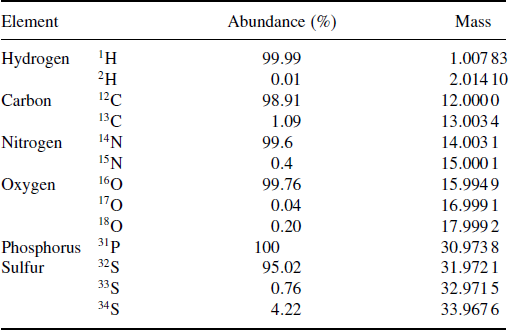 Element Abundance (%) Mass
Hydrogen ¹H 99.99 1.007 83
²H 0.01 2.014 10
Carbon ¹²C 98.91 12.000 0
¹³C 1.09 13.003 4
Nitrogen ¹⁴N 99.6 14.003 1
¹⁵N 0.4 15.000 1
Oxygen ¹⁶O 99.76 15.994 9
¹⁷O 0.04 16.999 1
¹⁸O 0.20 17.999 2
Phosphorus ³¹P 100 30.973 8
Sulfur ³²S 95.02 31.972 1
³³S 0.76 32.971 5
³⁴S 4.22 33.967 6